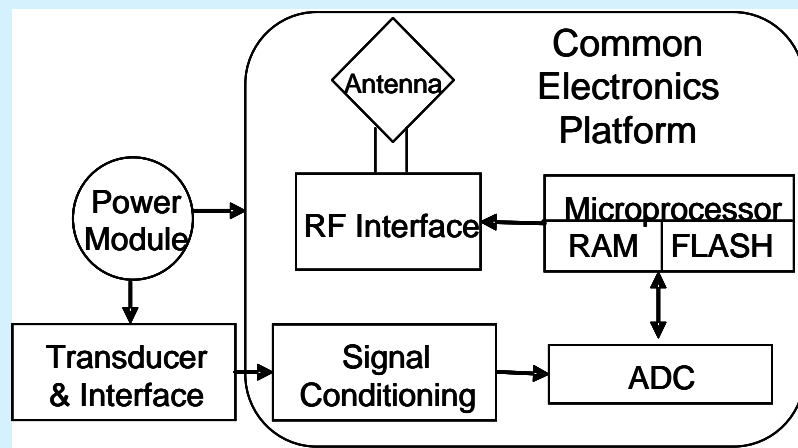 Common
Electronics
Platform
Antenna
Power
Module
RF Interface
Microprocessor
RAM
FLASH
Transducer
& Interface
Signal
Conditioning
ADC